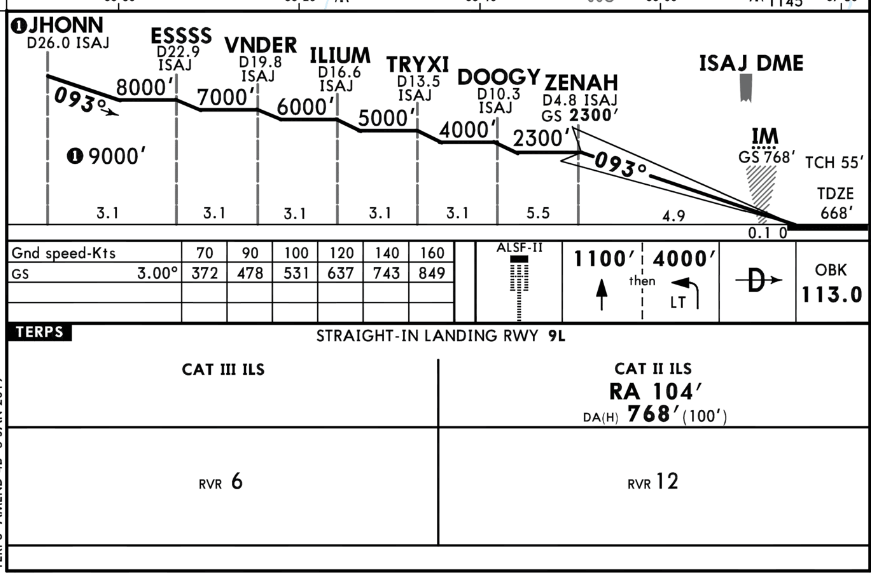 1145
❶JHONN
D26.0 ISAJ
ESSSS
D22.9
ISAJ
VNDER
D19.8
ISAJ
ILIUM
D16.6
ISAJ
TRYXI
D13.5
ISAJ
DOOGY
D10.3
ISAJ
ZENAH
D4.8 ISAJ
GS 2300'
ISAJ DME
8000'
7000'
6000'
5000'
4000'
2300'
093°
093°
❶ 9000'
IM
GS 768'
TCH 55'
TDZE
668'
3.1 3.1 3.1 3.1 3.1 5.5 4.9
0.1 0
Gnd speed-Kts 70 90 100 120 140 160
GS 3.00° 372 478 531 637 743 849
ALSF-II
1100' then 4000'
LT
D
OBK
113.0
TERPS
STRAIGHT-IN LANDING RWY 9L
CAT III ILS
CAT II ILS
RA 104'
DA(H) 768' (100')
RVR 6
RVR 12